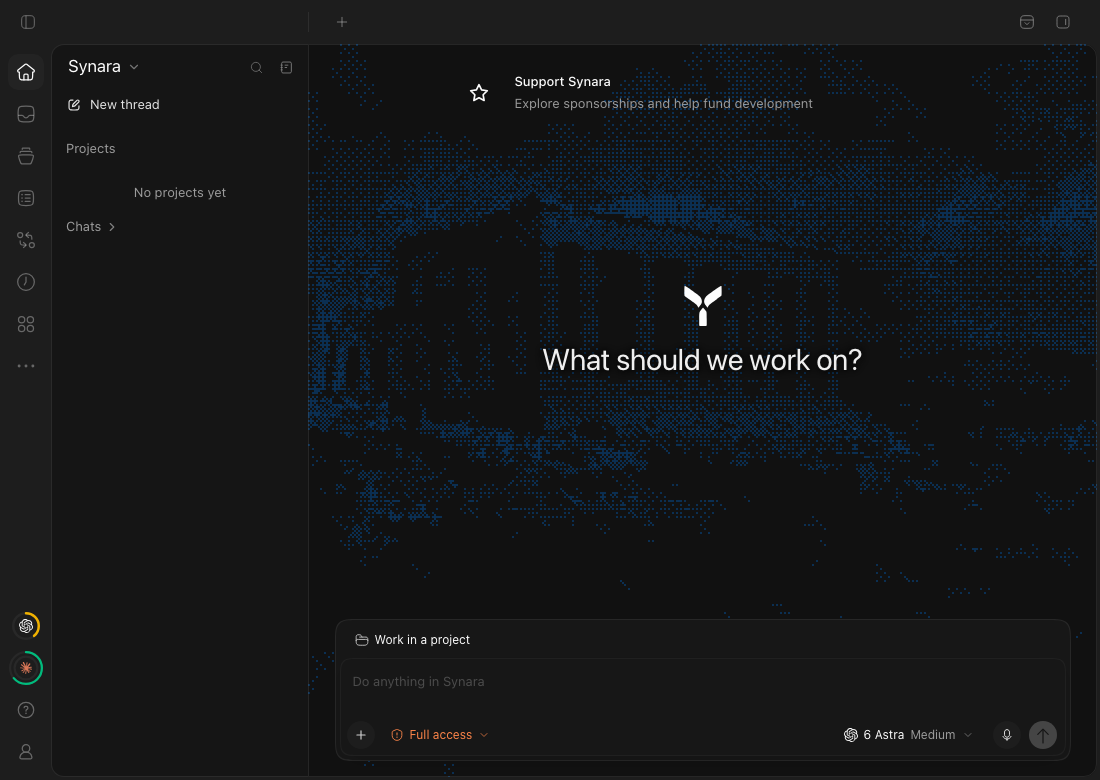 Synara
New thread
Projects
No projects yet
Chats
Support Synara
Explore sponsorships and help fund development
What should we work on?
Work in a project
Do anything in Synara
Full access
6 Astra Medium